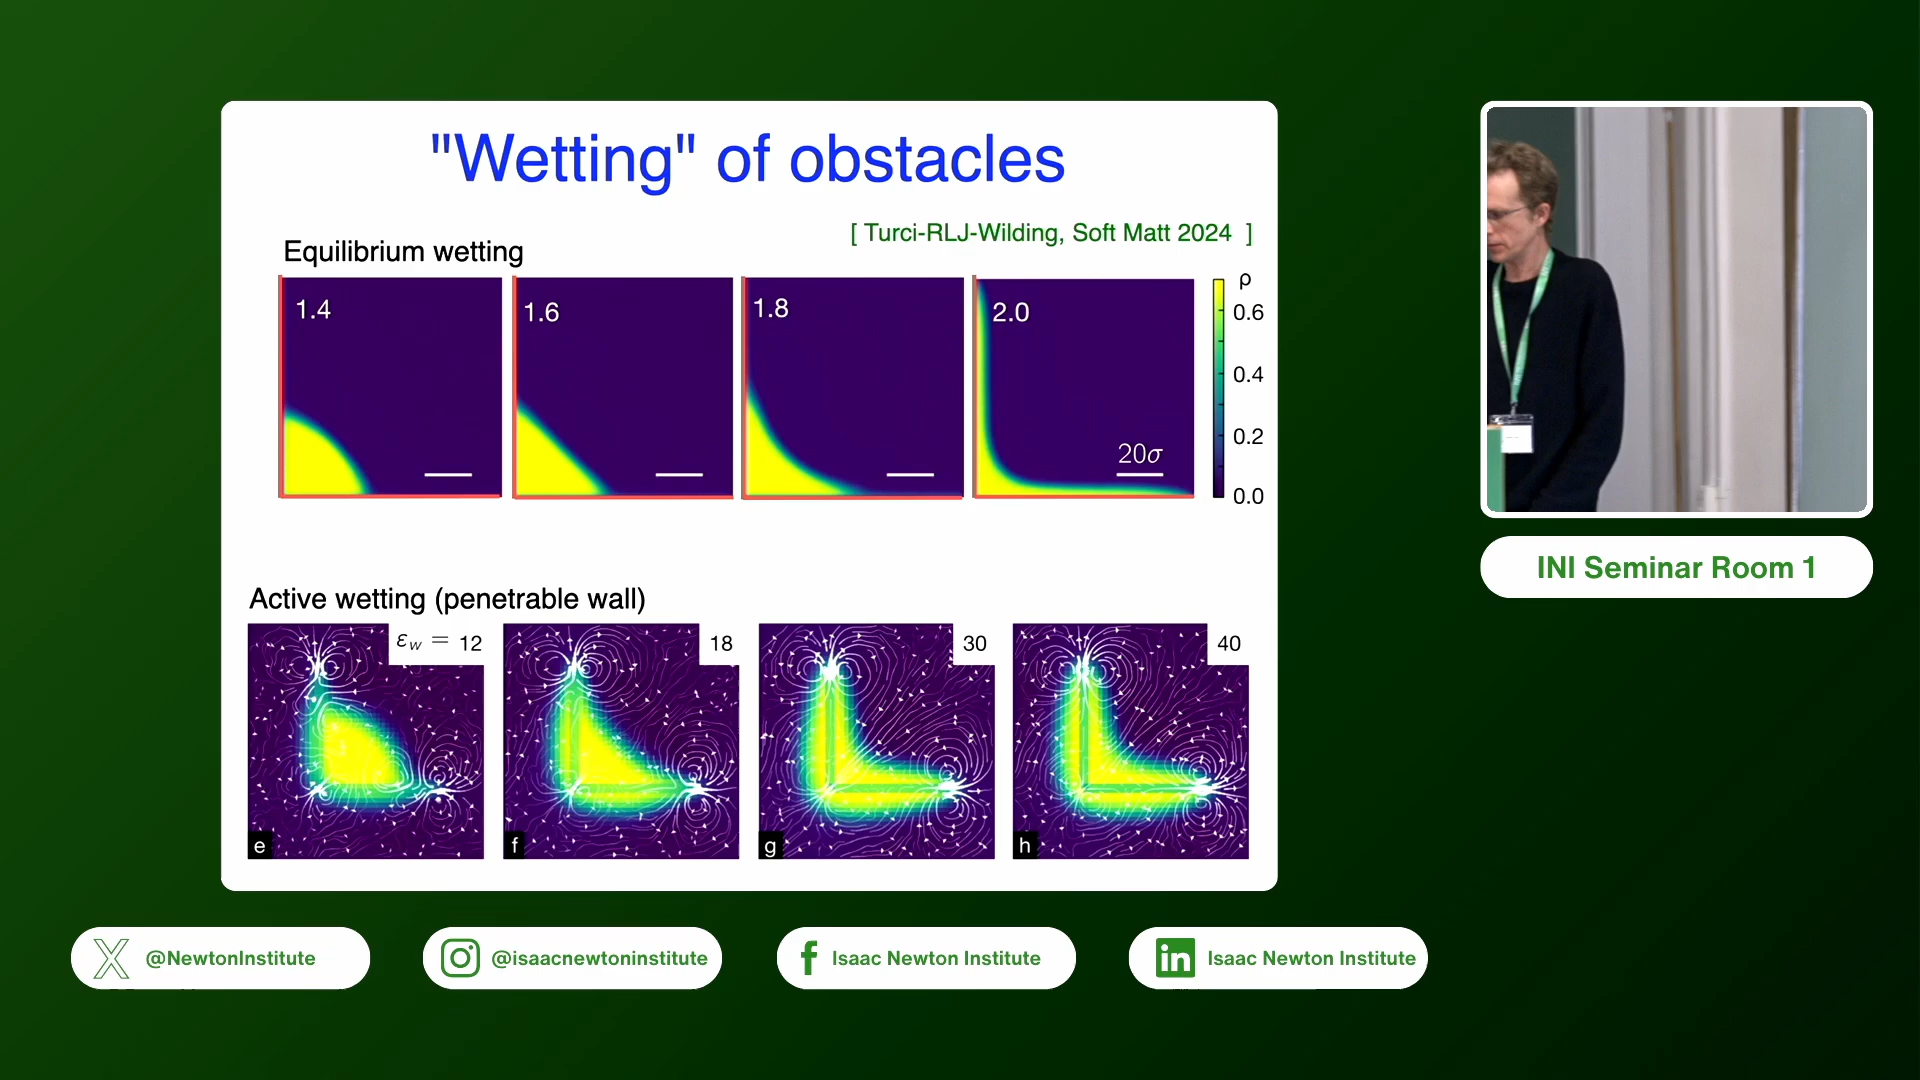 "Wetting" of obstacles
[ Turci-RLJ-Wilding, Soft Matt 2024 ]
Equilibrium wetting
1.4
1.6
1.8
2.0
20σ
ρ
0.6
0.4
0.2
0.0
Active wetting (penetrable wall)
εw = 12
18
30
40
e
f
g
h
INI Seminar Room 1
@NewtonInstitute
@isaacnewtoninstitute
Isaac Newton Institute
Isaac Newton Institute